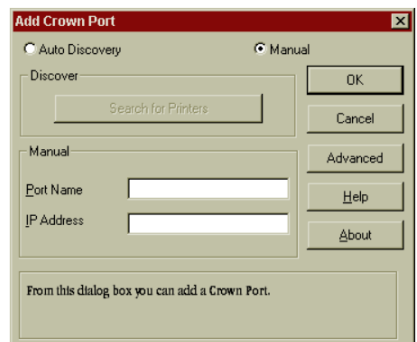 Add Crown Port
Auto Discovery
Manual
Discover
Search for Printers
Manual
Port Name
IP Address
OK
Cancel
Advanced
Help
About
From this dialog box you can add a Crown Port.